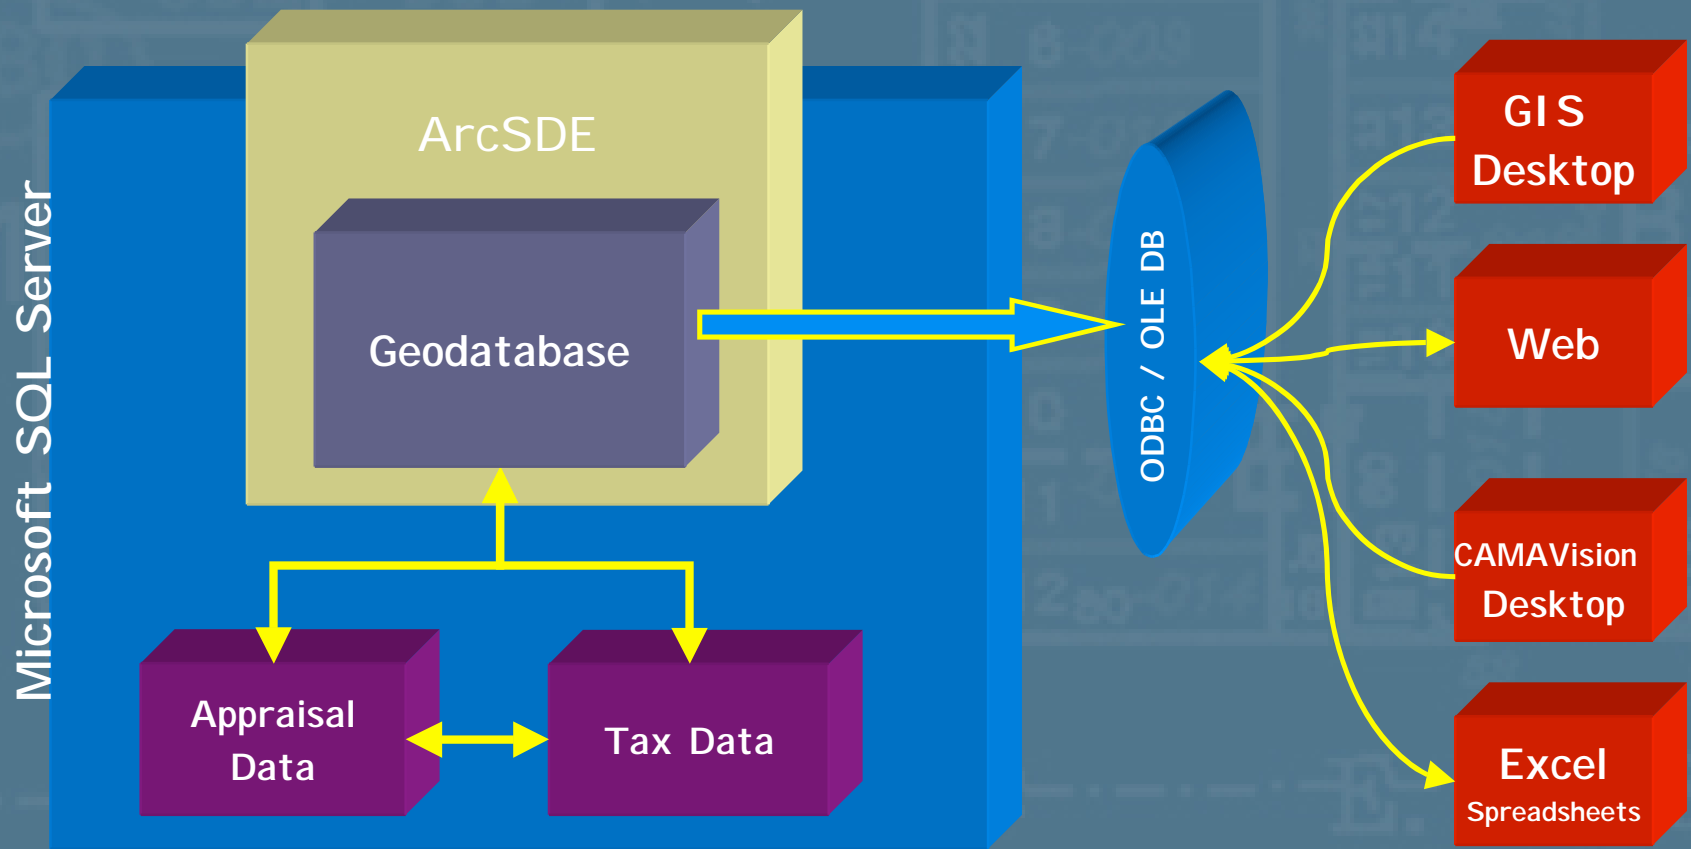 Microsoft SQL Server
ArcSDE
Geodatabase
Appraisal
Data
Tax Data
ODBC / OLE DB
GIS
Desktop
Web
CAMAVision
Desktop
Excel
Spreadsheets